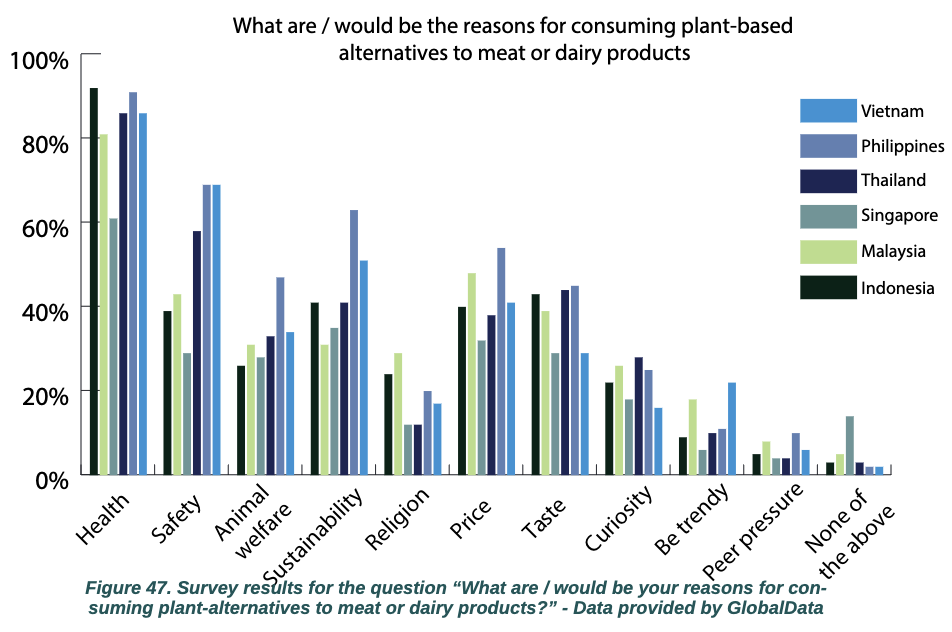 What are / would be the reasons for consuming plant-based
alternatives to meat or dairy products
100%
80%
60%
40%
20%
0%
Vietnam
Philippines
Thailand
Singapore
Malaysia
Indonesia
Health
Safety
Animal
welfare
Sustainability
Religion
Price
Taste
Curiosity
Be trendy
Peer pressure
None of
the above
Figure 47. Survey results for the question “What are / would be your reasons for con-
suming plant-alternatives to meat or dairy products?” - Data provided by GlobalData